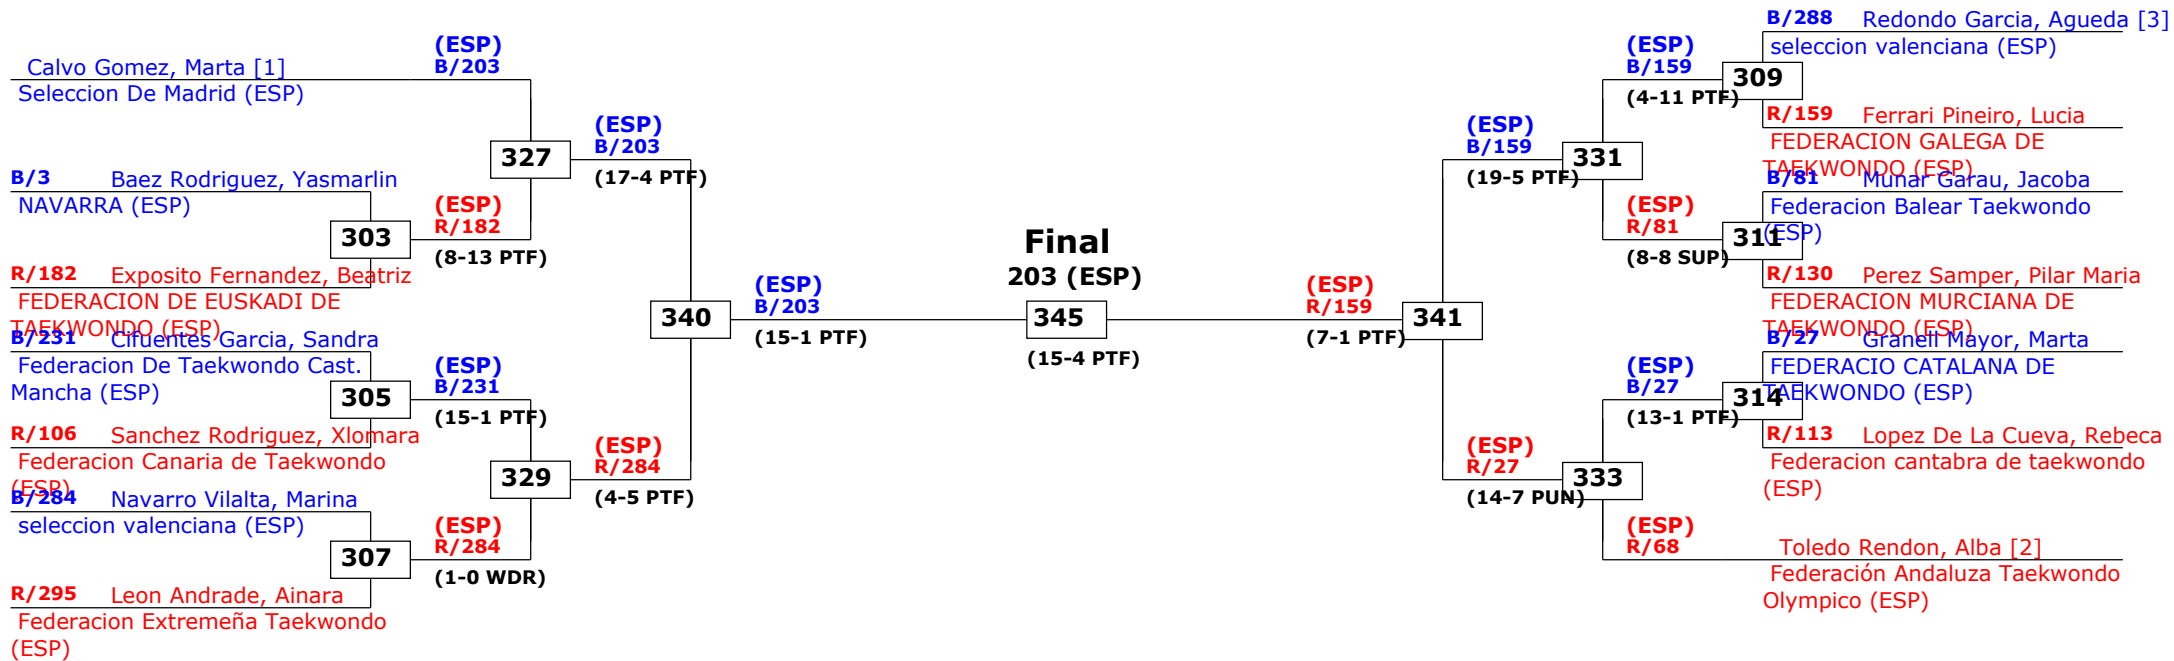 Calvo Gomez, Marta [1]
Seleccion De Madrid (ESP)
B/3 Baez Rodriguez, Yasmarlin
NAVARRA (ESP)
R/182 Exposito Fernandez, Beatriz
FEDERACION DE EUSKADI DE
TAEKWONDO (ESP)
B/231 Cifuentes Garcia, Sandra
Federacion De Taekwondo Cast.
Mancha (ESP)
R/106 Sanchez Rodriguez, Xlomara
Federacion Canaria de Taekwondo
(ESP)
B/284 Navarro Vilalta, Marina
seleccion valenciana (ESP)
R/295 Leon Andrade, Ainara
Federacion Extremeña Taekwondo
(ESP)
303
305
307
(ESP)
B/203
(ESP)
R/182
(8-13 PTF)
(ESP)
B/231
(15-1 PTF)
(ESP)
R/284
(1-0 WDR)
327
329
(ESP)
B/203
(17-4 PTF)
(ESP)
R/284
(4-5 PTF)
340
(ESP)
B/203
(15-1 PTF)
Final
203 (ESP)
345
(15-4 PTF)
(ESP)
R/159
(7-1 PTF)
341
(ESP)
B/159
(19-5 PTF)
(ESP)
R/27
(14-7 PUN)
331
333
(ESP)
B/159
(4-11 PTF)
(ESP)
R/81
(8-8 SUP)
(ESP)
B/27
(13-1 PTF)
(ESP)
R/68
309
311
314
B/288 Redondo Garcia, Agueda [3]
seleccion valenciana (ESP)
R/159 Ferrari Pineiro, Lucia
FEDERACION GALEGA DE
TAEKWONDO (ESP)
B/81 Munar Garau, Jacoba
Federacion Balear Taekwondo
(ESP)
R/130 Perez Samper, Pilar Maria
FEDERACION MURCIANA DE
TAEKWONDO (ESP)
B/27 Granell Mayor, Marta
FEDERACIO CATALANA DE
TAEKWONDO (ESP)
R/113 Lopez De La Cueva, Rebeca
Federacion cantabra de taekwondo
(ESP)
Toledo Rendon, Alba [2]
Federación Andaluza Taekwondo
Olympico (ESP)